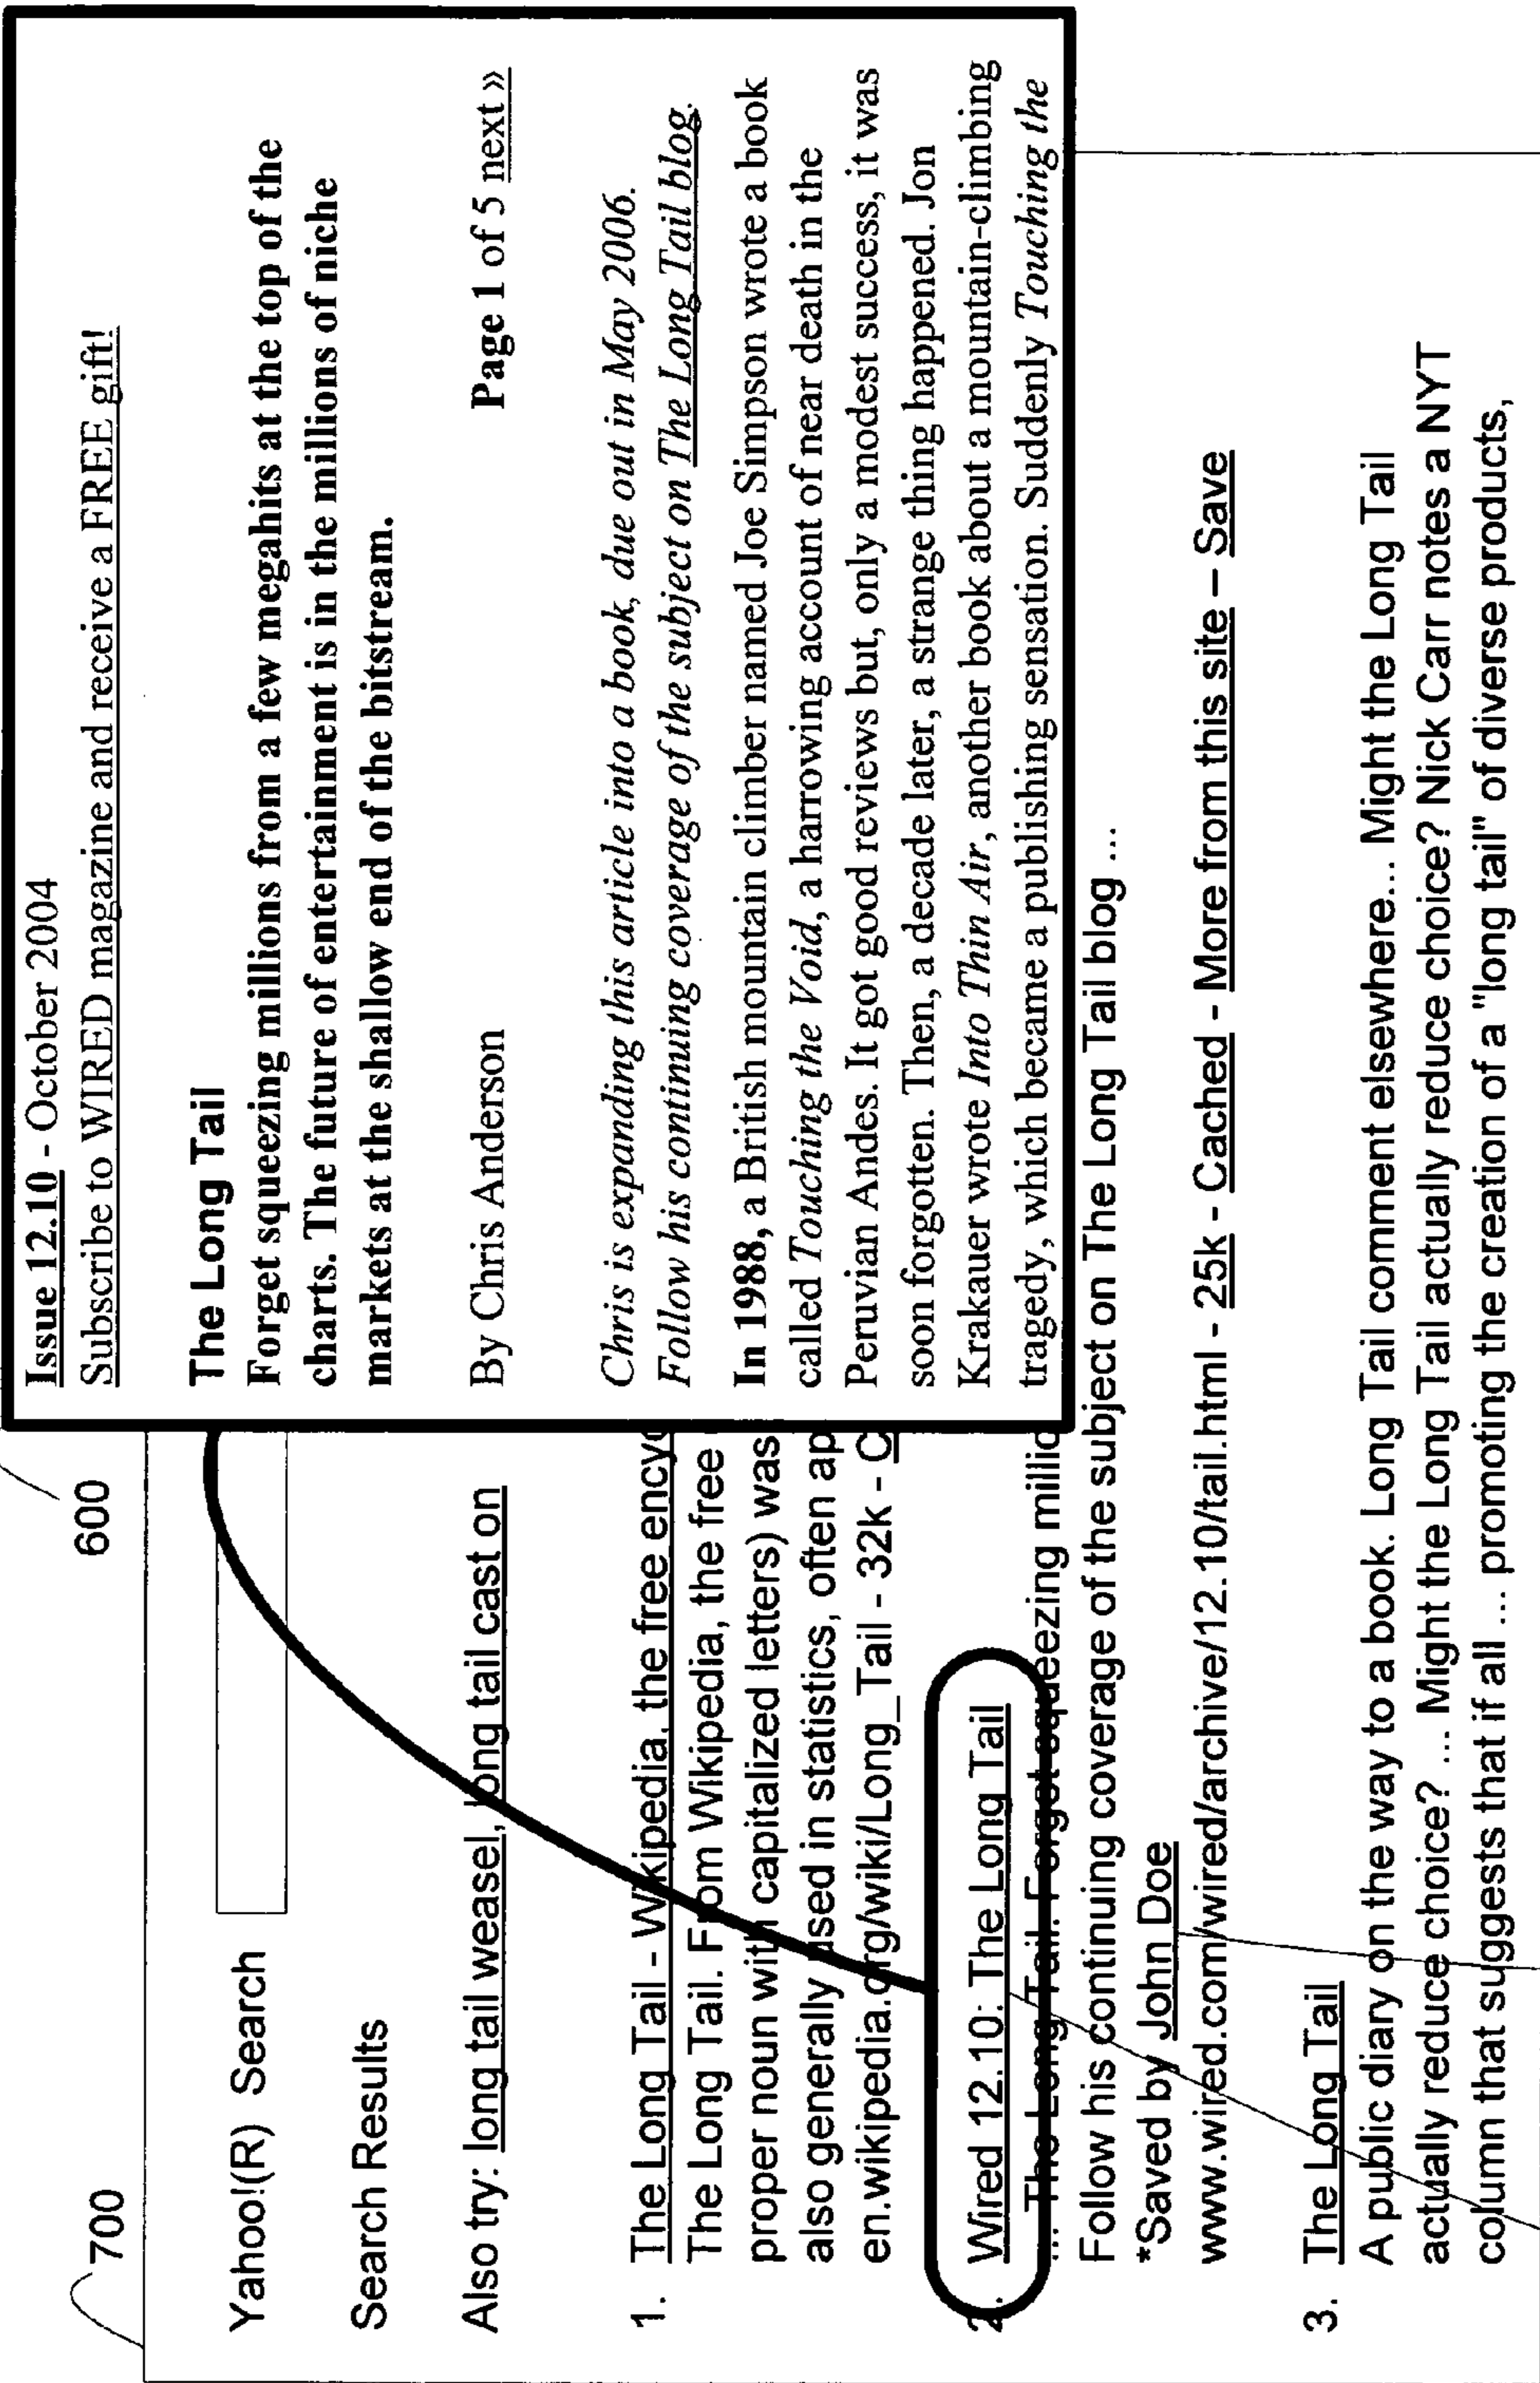 700
600
Issue 12.10 - October 2004
Subscribe to WIRED magazine and receive a FREE gift!
The Long Tail
Forget squeezing millions from a few megahits at the top of the
charts. The future of entertainment is in the millions of niche
markets at the shallow end of the bitstream.
By Chris Anderson Page 1 of 5 next »
Chris is expanding this article into a book, due out in May 2006.
Follow his continuing coverage of the subject on The Long Tail blog.
In 1988, a British mountain climber named Joe Simpson wrote a book
called Touching the Void, a harrowing account of near death in the
Peruvian Andes. It got good reviews but, only a modest success, it was
soon forgotten. Then, a decade later, a strange thing happened. Jon
Krakauer wrote Into Thin Air, another book about a mountain-climbing
tragedy, which became a publishing sensation. Suddenly Touching the
Yahoo!(R) Search
Search Results
Also try: long tail weasel, long tail cast on
1. The Long Tail - Wikipedia, the free ency
The Long Tail. From Wikipedia, the free
proper noun with capitalized letters) was
also generally used in statistics, often ap
en.wikipedia.org/wiki/Long_Tail - 32k - C
2. Wired 12.10: The Long Tail
... The Long Tail. Forget squeezing millio
Follow his continuing coverage of the subject on The Long Tail blog ...
*Saved by John Doe
www.wired.com/wired/archive/12.10/tail.html - 25k - Cached - More from this site – Save
3. The Long Tail
A public diary on the way to a book. Long Tail comment elsewhere... Might the Long Tail
actually reduce choice? ... Might the Long Tail actually reduce choice? Nick Carr notes a NYT
column that suggests that if all ... promoting the creation of a "long tail" of diverse products,